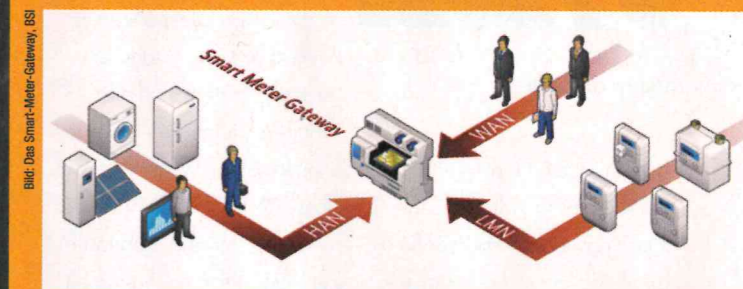 Bild: Das Smart-Meter-Gateway, BSI
Smart Meter Gateway
WAN
HAN
LMN